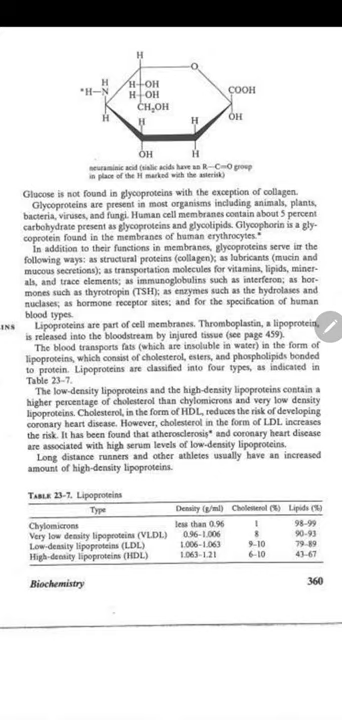 H
O
H
*H—N
H—OH
H—OH
CH₂OH
COOH
H
H
H
OH
OH
H
neuraminic acid (sialic acids have an R—C=O group
in place of the H marked with the asterisk)
Glucose is not found in glycoproteins with the exception of collagen.
Glycoproteins are present in most organisms including animals, plants,
bacteria, viruses, and fungi. Human cell membranes contain about 5 percent
carbohydrate present as glycoproteins and glycolipids. Glycophorin is a gly-
coprotein found in the membranes of human erythrocytes.*
In addition to their functions in membranes, glycoproteins serve in the
following ways: as structural proteins (collagen); as lubricants (mucin and
mucous secretions); as transportation molecules for vitamins, lipids, miner-
als, and trace elements; as immunoglobulins such as interferon; as hor-
mones such as thyrotropin (TSH); as enzymes such as the hydrolases and
nucleases; as hormone receptor sites; and for the specification of human
blood types.
INS
Lipoproteins are part of cell membranes. Thromboplastin, a lipoprotein,
is released into the bloodstream by injured tissue (see page 459).
The blood transports fats (which are insoluble in water) in the form of
lipoproteins, which consist of cholesterol, esters, and phospholipids bonded
to protein. Lipoproteins are classified into four types, as indicated in
Table 23-7.
The low-density lipoproteins and the high-density lipoproteins contain a
higher percentage of cholesterol than chylomicrons and very low density
lipoproteins. Cholesterol, in the form of HDL, reduces the risk of developing
coronary heart disease. However, cholesterol in the form of LDL increases
the risk. It has been found that atherosclerosis* and coronary heart disease
are associated with high serum levels of low-density lipoproteins.
Long distance runners and other athletes usually have an increased
amount of high-density lipoproteins.
TABLE 23-7. Lipoproteins
Type Density (g/ml) Cholesterol (%) Lipids (%)
Chylomicrons less than 0.96 1 98-99
Very low density lipoproteins (VLDL) 0.96-1.006 8 90-93
Low-density lipoproteins (LDL) 1.006-1.063 9-10 79-89
High-density lipoproteins (HDL) 1.063-1.21 6-10 43-67
Biochemistry 360